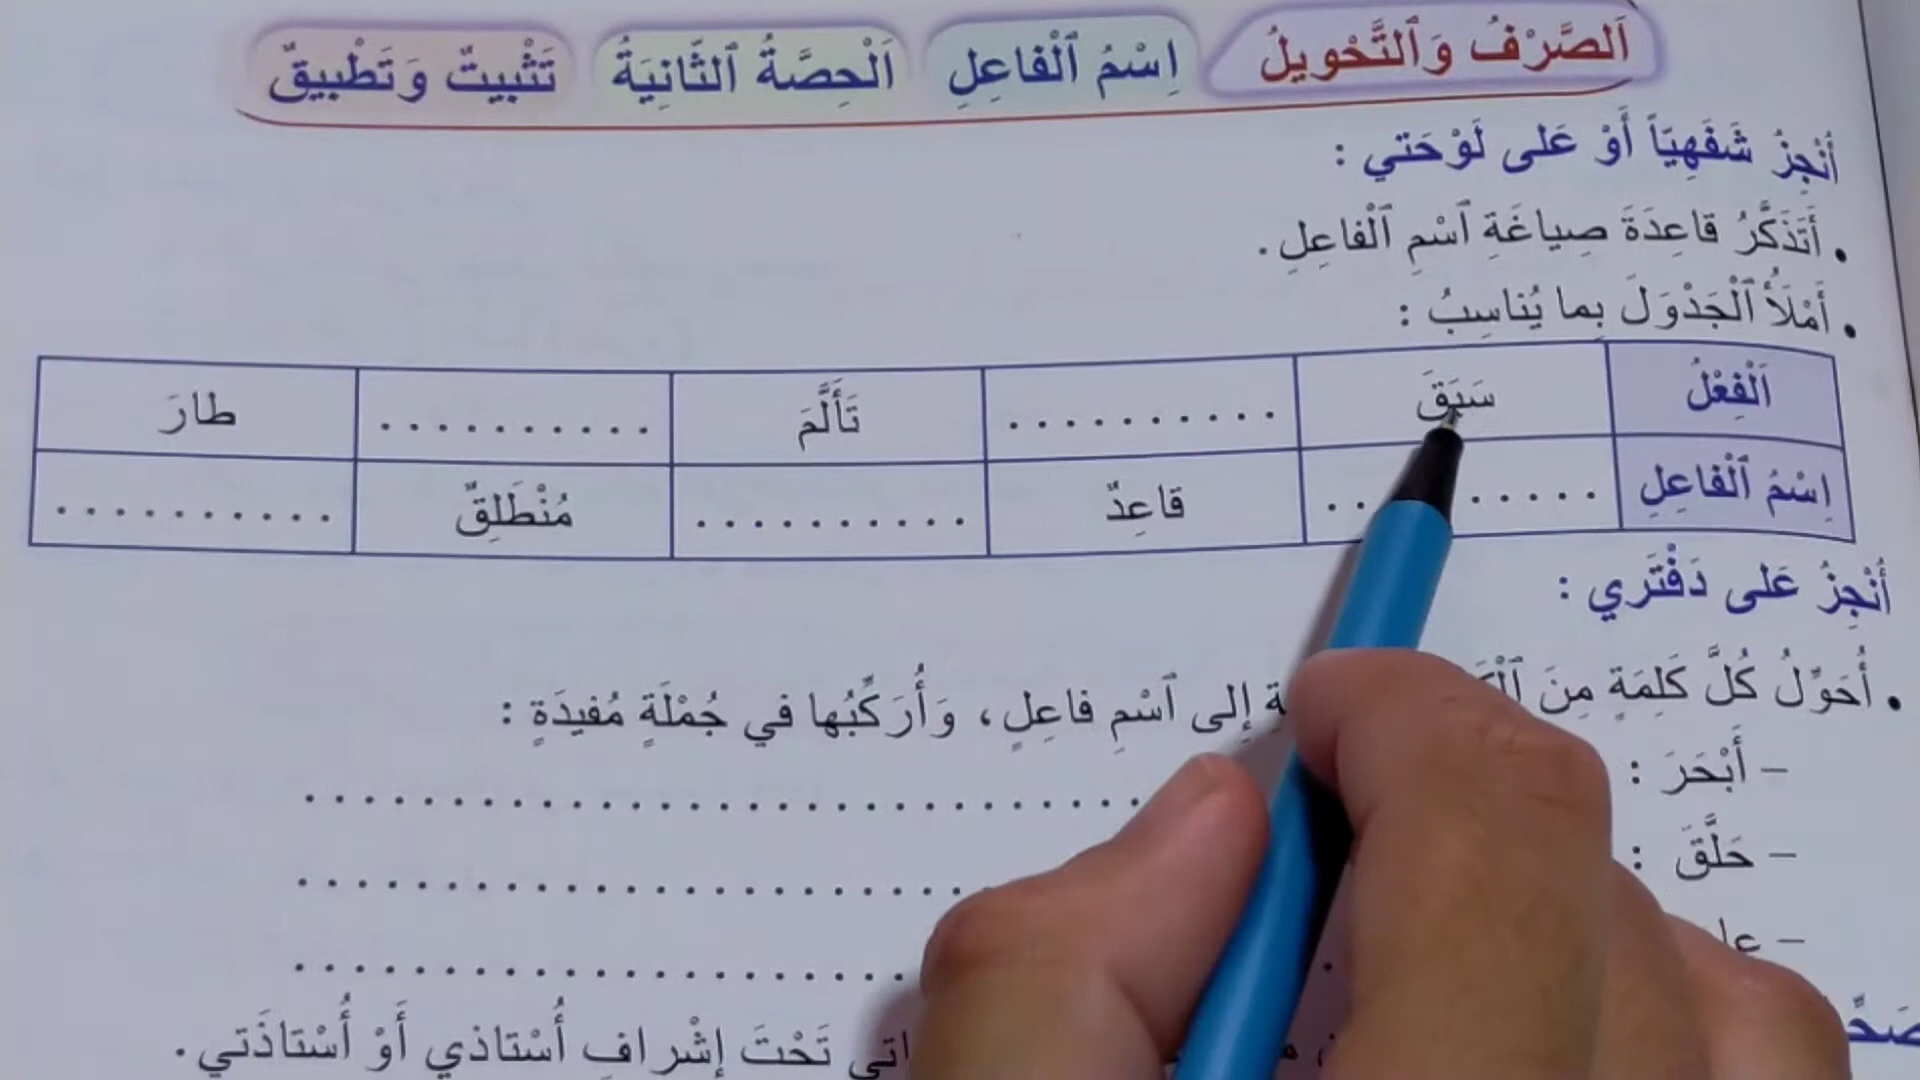 اَلصَّرْفُ وَٱلتَّحْويلُ اِسْمُ ٱلْفاعِلِ اَلْحِصَّةُ ٱلثّانِيَةُ تَثْبيتٌ وَتَطْبيقٌ
أُنْجِزُ شَفَهِيّاً أَوْ عَلى لَوْحَتي :
• أَتَذَكَّرُ قاعِدَةَ صِياغَةِ ٱسْمِ ٱلْفاعِلِ.
• أَمْلَأُ ٱلْجَدْوَلَ بِما يُناسِبُ :
اَلْفِعْلُ سَبَقَ .......... تَأَلَّمَ .......... طارَ
اِسْمُ ٱلْفاعِلِ .......... قاعِدٌ .......... مُنْطَلِقٌ ..........
أُنْجِزُ عَلى دَفْتَري :
• أُحَوِّلُ كُلَّ كَلِمَةٍ مِنَ إِلى ٱسْمِ فاعِلٍ، وَأُرَكِّبُها في جُمْلَةٍ مُفيدَةٍ :
– أَبْحَرَ : ..............................
– حَلَّقَ : ..............................
– ..............................
تَحْتَ إِشْرافِ أُسْتاذي أَوْ أُسْتاذَتي.